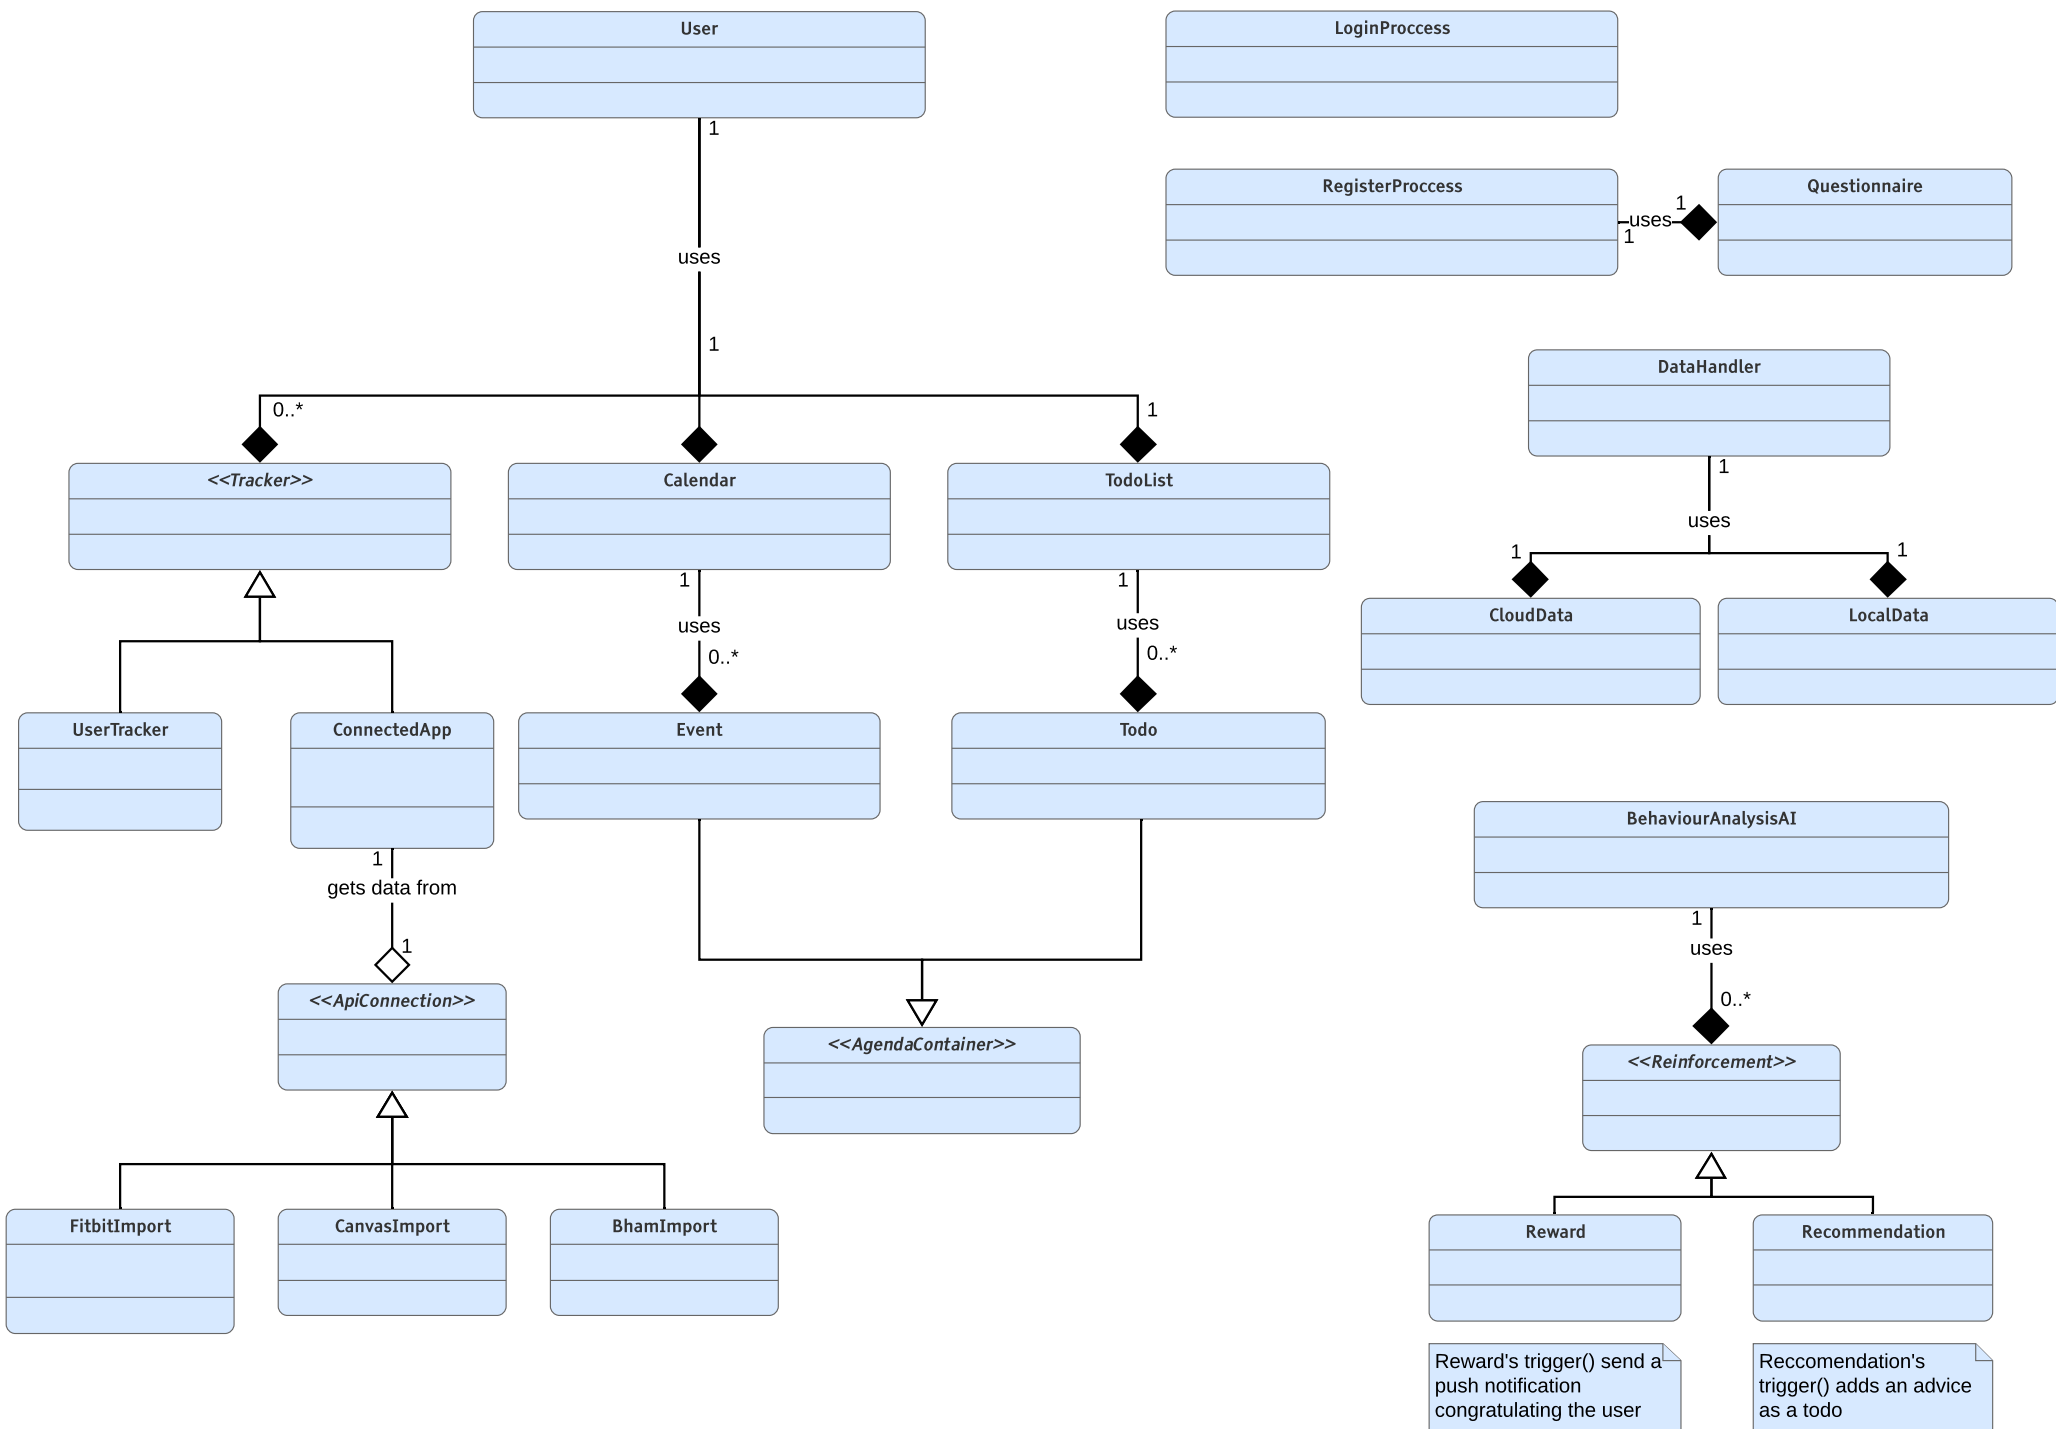 User
LoginProccess
1
RegisterProccess
Questionnaire
1
uses
1
uses
1
DataHandler
0..*
1
1
<<Tracker>>
Calendar
TodoList
uses
1
1
1
1
CloudData
LocalData
uses
uses
0..*
0..*
UserTracker
ConnectedApp
Event
Todo
BehaviourAnalysisAI
1
gets data from
1
1
uses
0..*
<<ApiConnection>>
<<AgendaContainer>>
<<Reinforcement>>
FitbitImport
CanvasImport
BhamImport
Reward
Recommendation
Reward's trigger() send a
push notification
congratulating the user
Reccomendation's
trigger() adds an advice
as a todo